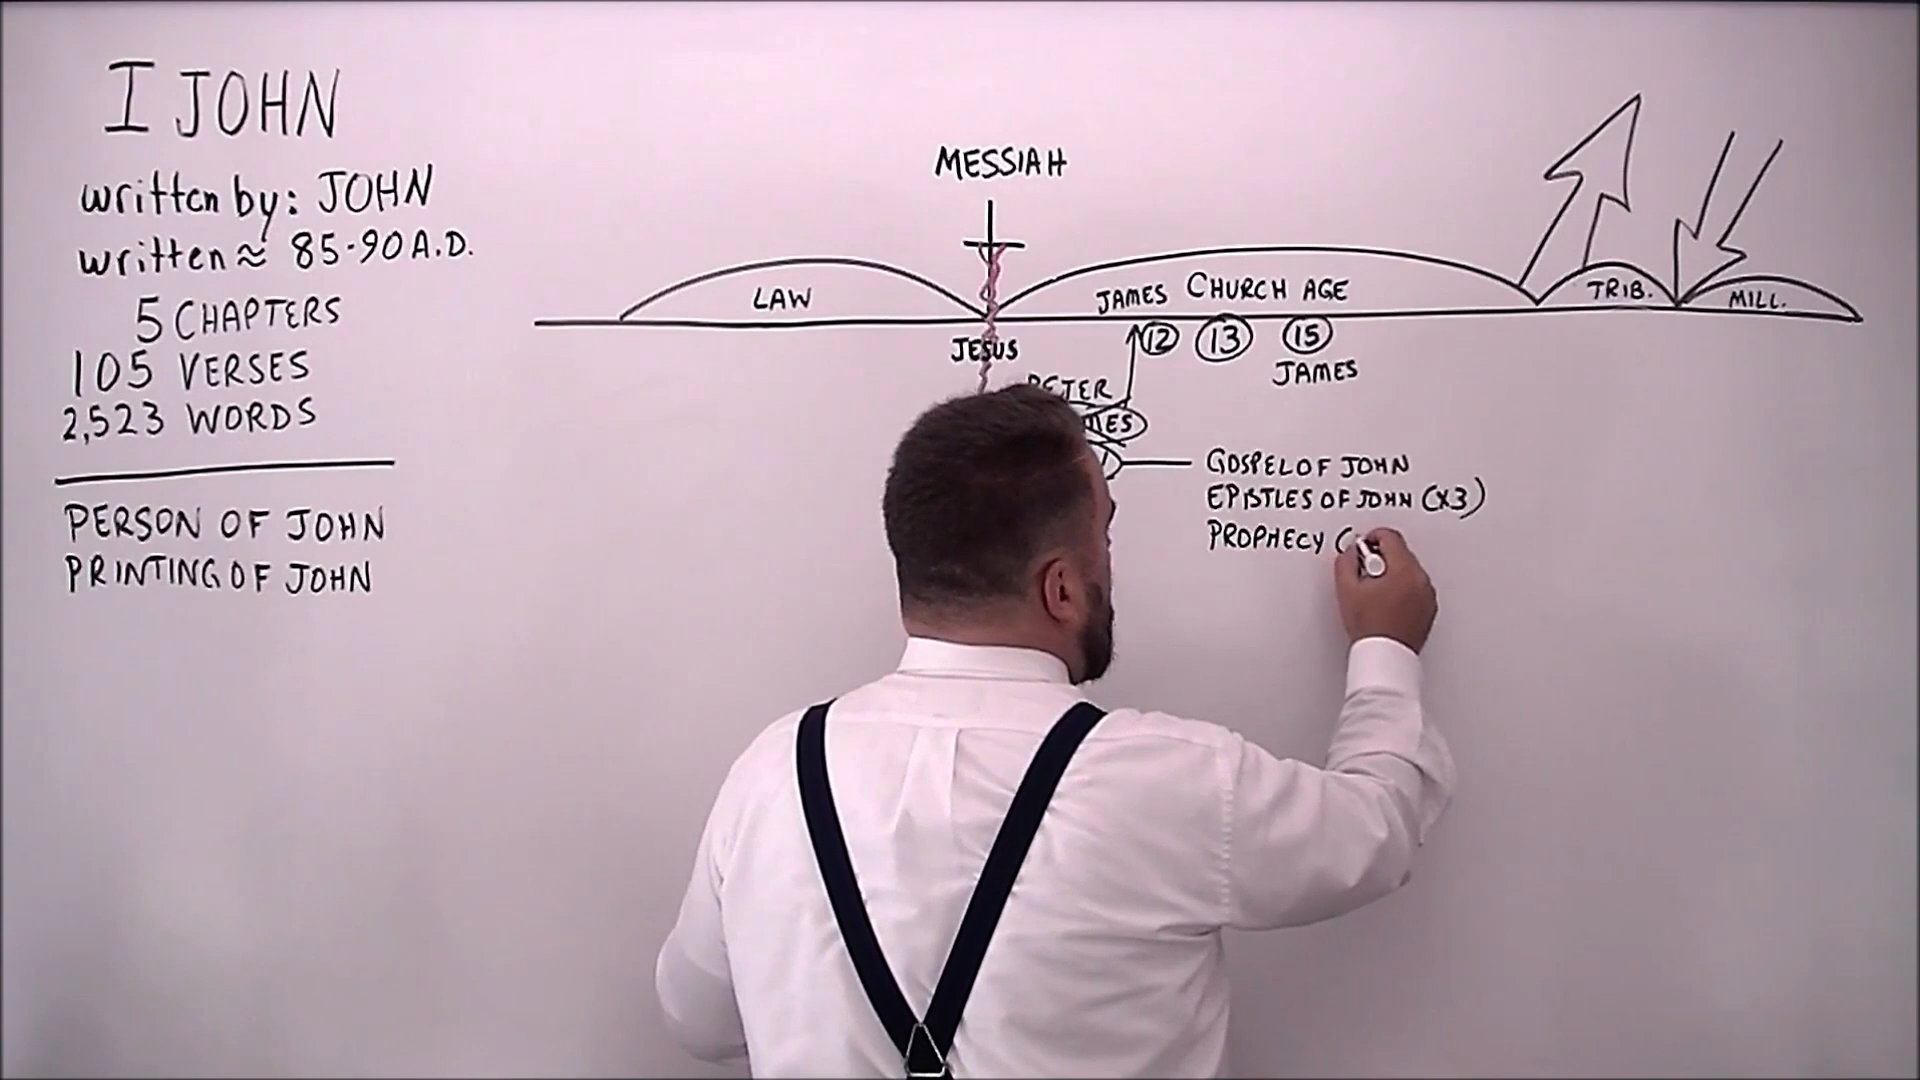 I JOHN
written by: JOHN
written ≈ 85-90 A.D.
5 CHAPTERS
105 VERSES
2,523 WORDS
PERSON OF JOHN
PRINTING OF JOHN
MESSIAH
LAW
JAMES CHURCH AGE
TRIB.
MILL.
JESUS
12 13 15
JAMES
PETER
GOSPEL OF JOHN
EPISTLES OF JOHN (X3)
PROPHECY (